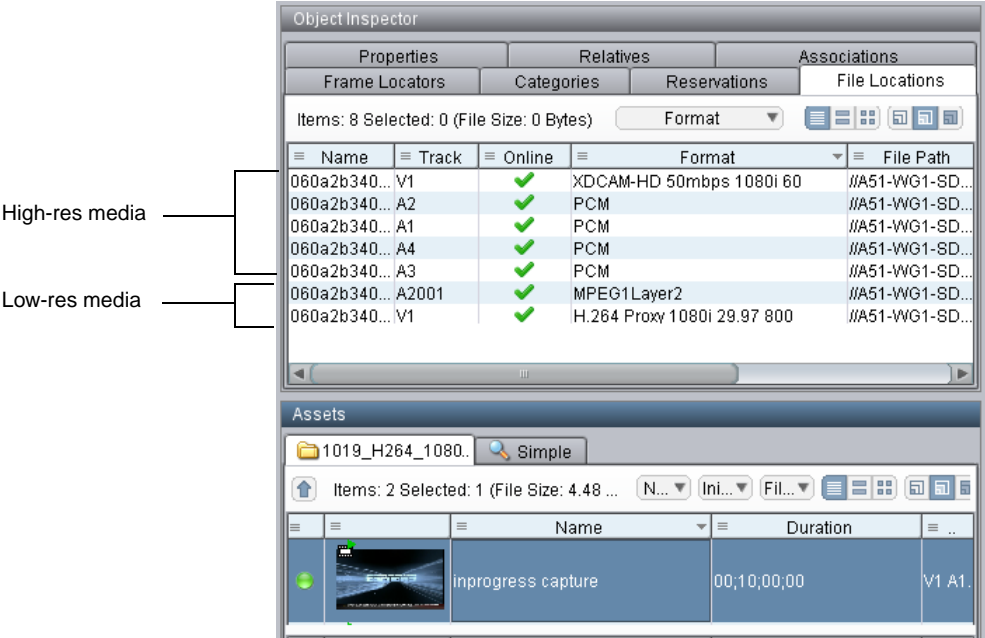 Object Inspector
Properties Relatives Associations
Frame Locators Categories Reservations File Locations
Items: 8 Selected: 0 (File Size: 0 Bytes) Format
Name Track Online Format File Path
060a2b340... V1 XDCAM-HD 50mbps 1080i 60 //A51-WG1-SD...
060a2b340... A2 PCM //A51-WG1-SD...
High-res media
060a2b340... A1 PCM //A51-WG1-SD...
060a2b340... A4 PCM //A51-WG1-SD...
060a2b340... A3 PCM //A51-WG1-SD...
Low-res media
060a2b340... A2001 MPEG1Layer2 //A51-WG1-SD...
060a2b340... V1 H.264 Proxy 1080i 29.97 800 //A51-WG1-SD...
Assets
1019_H264_1080.. Simple
Items: 2 Selected: 1 (File Size: 4.48 ... N... Ini... Fil...
Name Duration ..
inprogress capture 00;10;00;00 V1 A1.